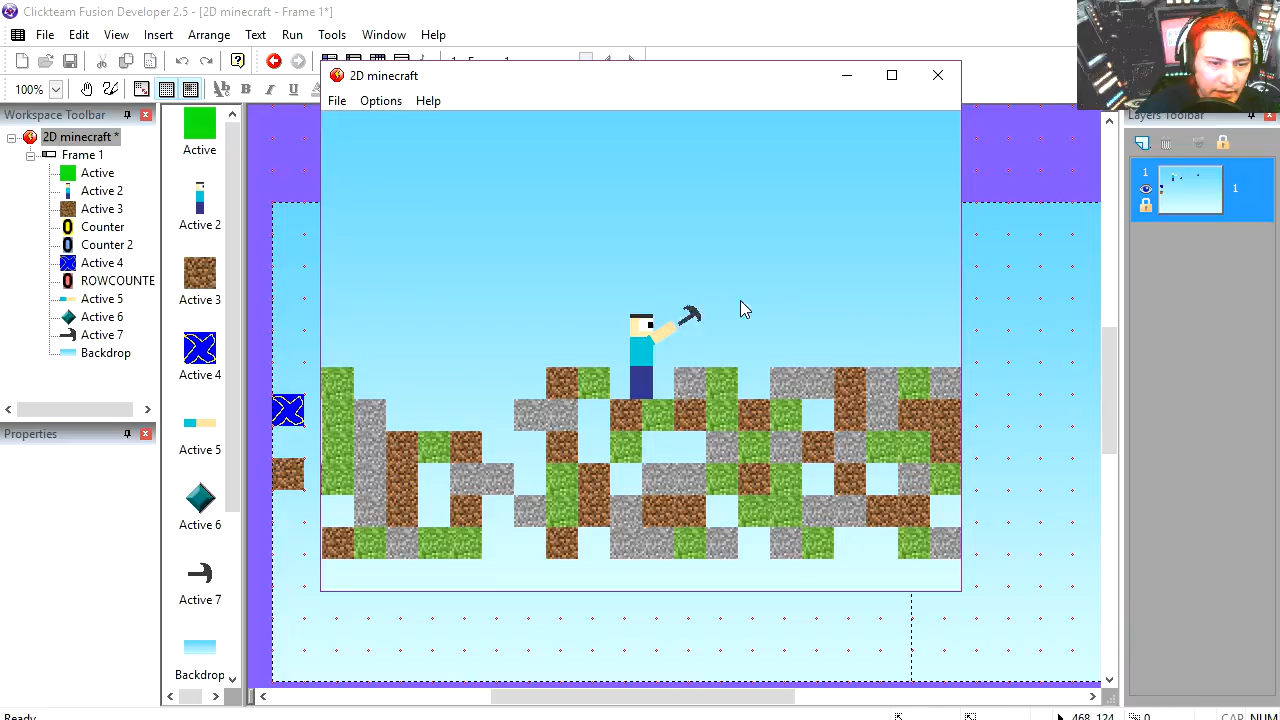 Clickteam Fusion Developer 2.5 - [2D minecraft - Frame 1*]
File Edit View Insert Arrange Text Run Tools Window Help
100%
B I U
Workspace Toolbar
2D minecraft *
Frame 1
Active
Active 2
Active 3
Counter
Counter 2
Active 4
ROWCOUNTE
Active 5
Active 6
Active 7
Backdrop
Properties
Active
Active 2
Active 3
Active 4
Active 5
Active 6
Active 7
Backdrop
2D minecraft
File Options Help
Layers Toolbar
1
1
Ready
468, 124
0
CAP NUM